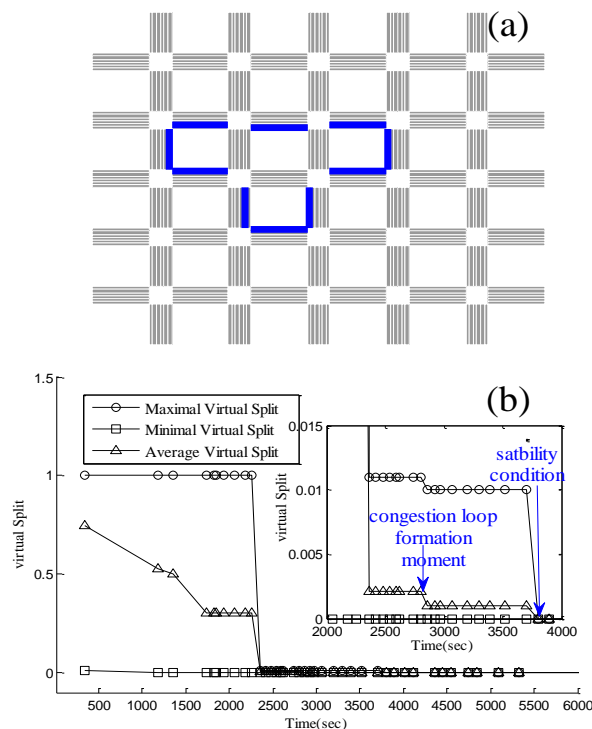 (a)
(b)
virtual Split
1.5
1
0.5
0
Maximal Virtual Split
Minimal Virtual Split
Average Virtual Split
500 1000 1500 2000 2500 3000 3500 4000 4500 5000 5500 6000
Time(sec)
virtual Split
0.015
0.01
0.005
0
satbility
condition
congestion loop
formation
moment
2000 2500 3000 3500 4000
Time(sec)